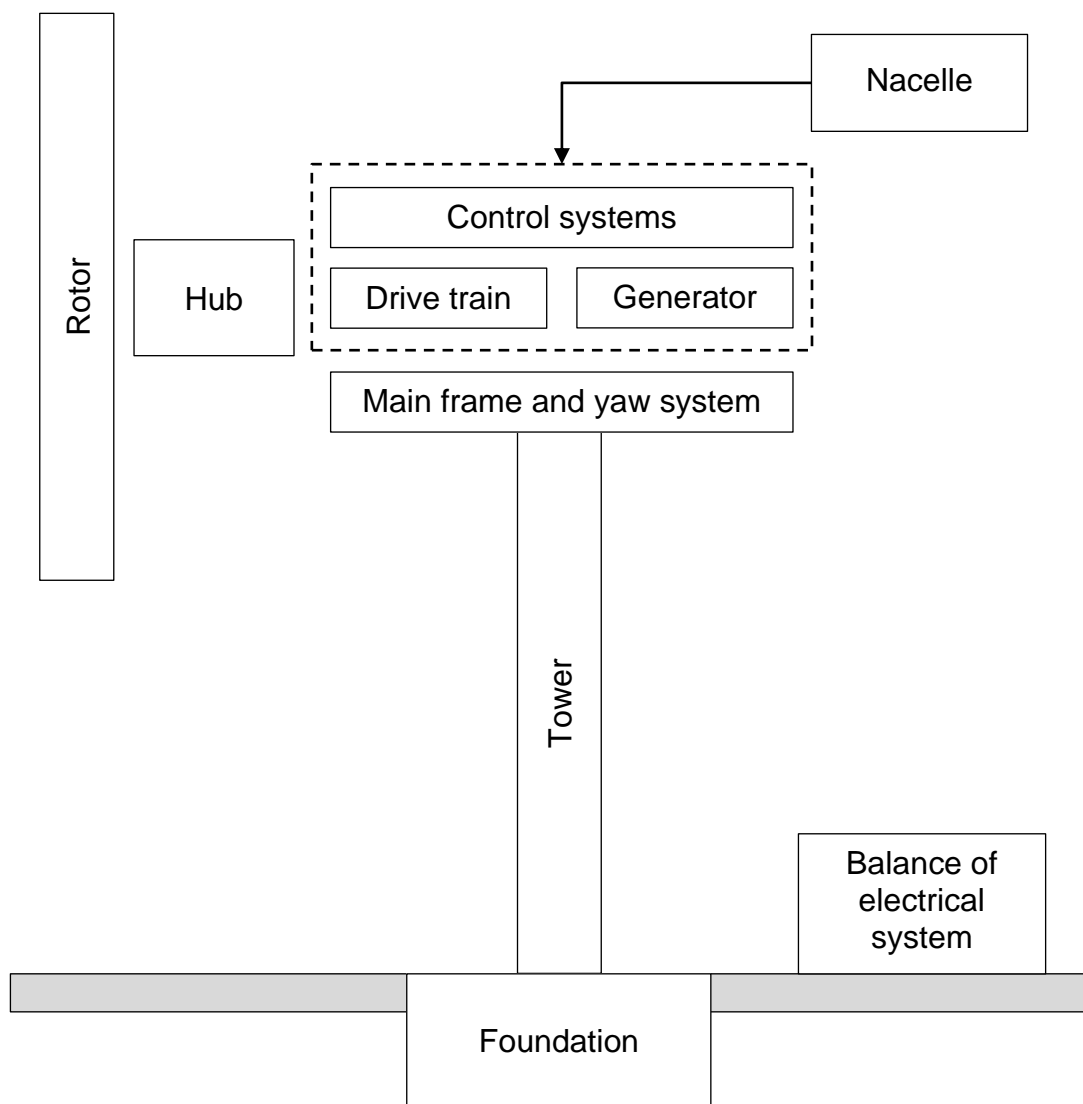 Nacelle
Control systems
Rotor
Hub
Drive train
Generator
Main frame and yaw system
Tower
Balance of
electrical
system
Foundation